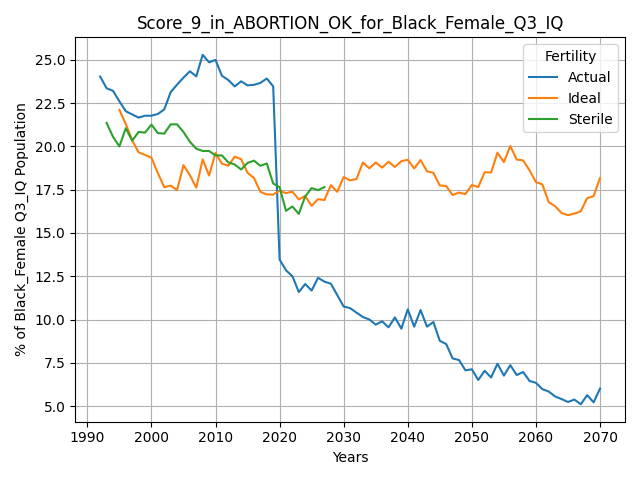 Score_9_in_ABORTION_OK_for_Black_Female_Q3_IQ
Fertility
Actual
Ideal
Sterile
% of Black_Female Q3_IQ Population
25.0
22.5
20.0
17.5
15.0
12.5
10.0
7.5
5.0
1990 2000 2010 2020 2030 2040 2050 2060 2070
Years